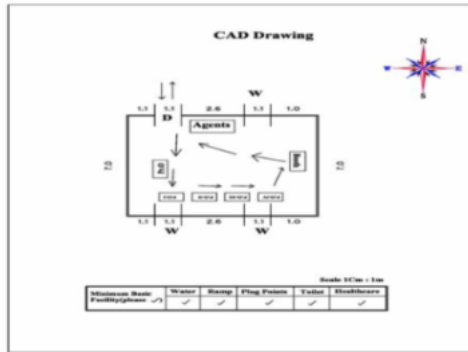 CAD Drawing
N
W E
S
W
1.1 1.1 2.6 1.1 1.0
D
Agents
7.0 7.0
1.1 1.1 2.6 1.1 1.0
W W
Scale 1Cm : 1m
Minimum Basic Facility(please ✓) Water Ramp Plug Points Toilet Healthcare
✓ ✓ ✓ ✓ ✓